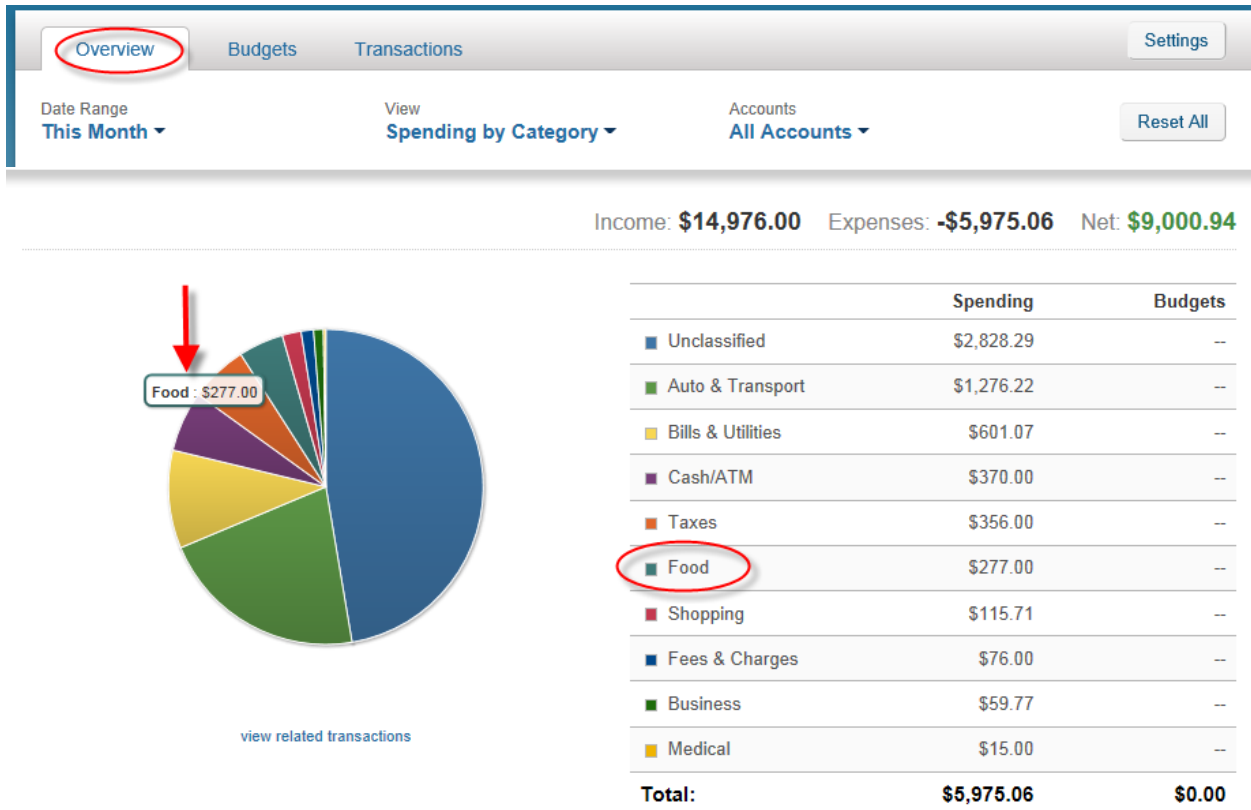 Overview Budgets Transactions Settings
Date Range View Accounts
This Month Spending by Category All Accounts Reset All
Income: $14,976.00 Expenses: -$5,975.06 Net: $9,000.94
Food : $277.00
view related transactions
Spending Budgets
Unclassified $2,828.29 --
Auto & Transport $1,276.22 --
Bills & Utilities $601.07 --
Cash/ATM $370.00 --
Taxes $356.00 --
Food $277.00 --
Shopping $115.71 --
Fees & Charges $76.00 --
Business $59.77 --
Medical $15.00 --
Total: $5,975.06 $0.00